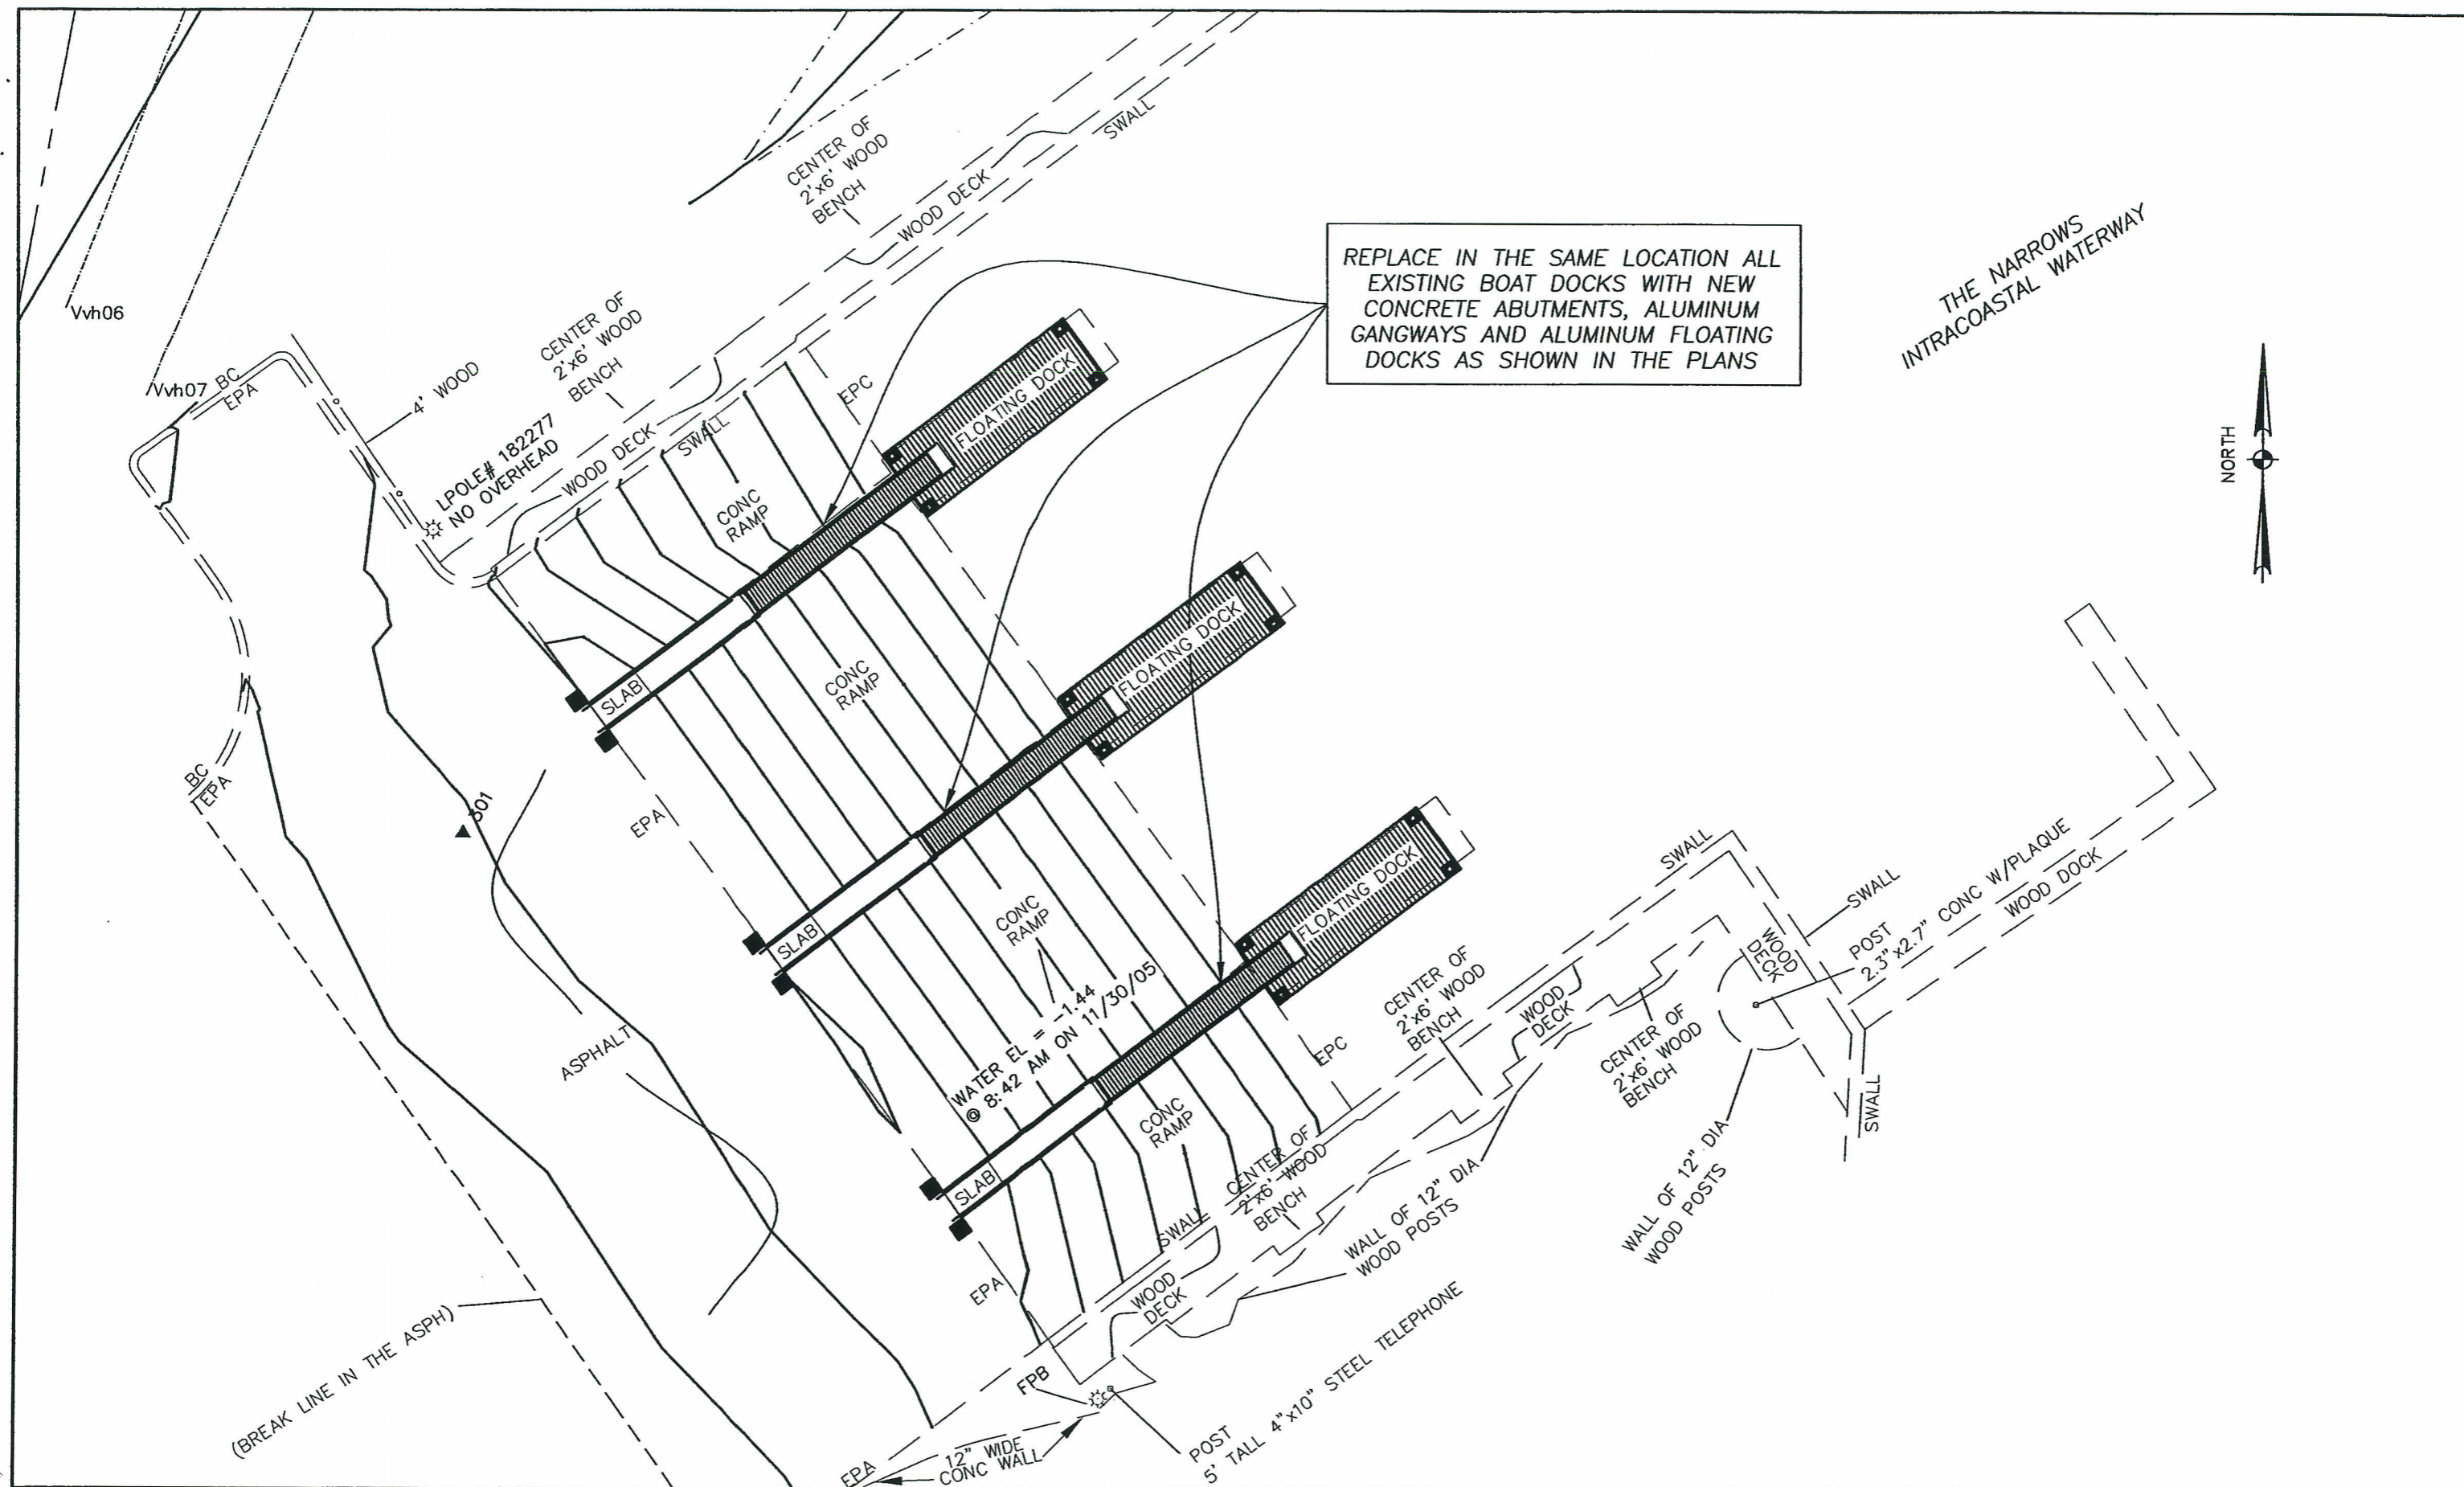 CENTER OF
2'x6' WOOD
BENCH
SWALL
WOOD DECK
REPLACE IN THE SAME LOCATION ALL
EXISTING BOAT DOCKS WITH NEW
CONCRETE ABUTMENTS, ALUMINUM
GANGWAYS AND ALUMINUM FLOATING
DOCKS AS SHOWN IN THE PLANS
THE NARROWS
INTRACOASTAL WATERWAY
NORTH
Vvh06
Vvh07
BC
EPA
4' WOOD
CENTER OF
2'x6' WOOD
BENCH
LPOLE# 182277
NO OVERHEAD
WOOD DECK
SWALL
EPC
FLOATING DOCK
CONC
RAMP
SLAB
CONC
RAMP
FLOATING DOCK
BC
EPA
301
EPA
SLAB
CONC
RAMP
FLOATING DOCK
WATER EL = -1.44
@ 8:42 AM ON 11/30/05
ASPHALT
SLAB
CONC
RAMP
EPC
CENTER OF
2'x6' WOOD
BENCH
WOOD
DECK
SWALL
SWALL
WOOD
DECK
POST
2.3"x2.7" CONC W/PLAQUE
WOOD DOCK
CENTER OF
2'x6' WOOD
BENCH
SWALL
WALL OF 12" DIA
WOOD POSTS
CENTER OF
2'x6' WOOD
BENCH
SWALL
WALL OF 12" DIA
WOOD POSTS
EPA
WOOD
DECK
(BREAK LINE IN THE ASPH)
FPB
12" WIDE
CONC WALL
EPA
POST
5' TALL 4"x10" STEEL TELEPHONE